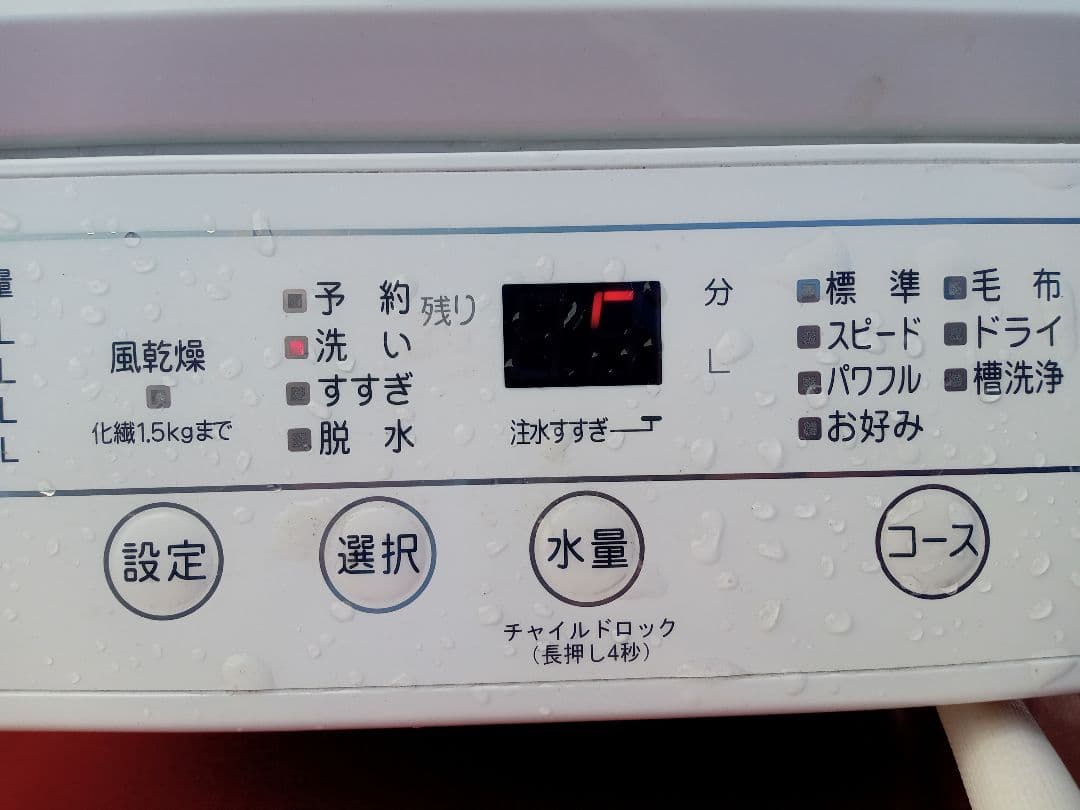 量
L
L
L
L
風乾燥
化繊1.5kgまで
予約
洗い
すすぎ
脱水
残り
分
L
注水すすぎ
標準
スピード
パワフル
お好み
毛布
ドライ
槽洗浄
設定
選択
水量
コース
チャイルドロック
(長押し4秒)